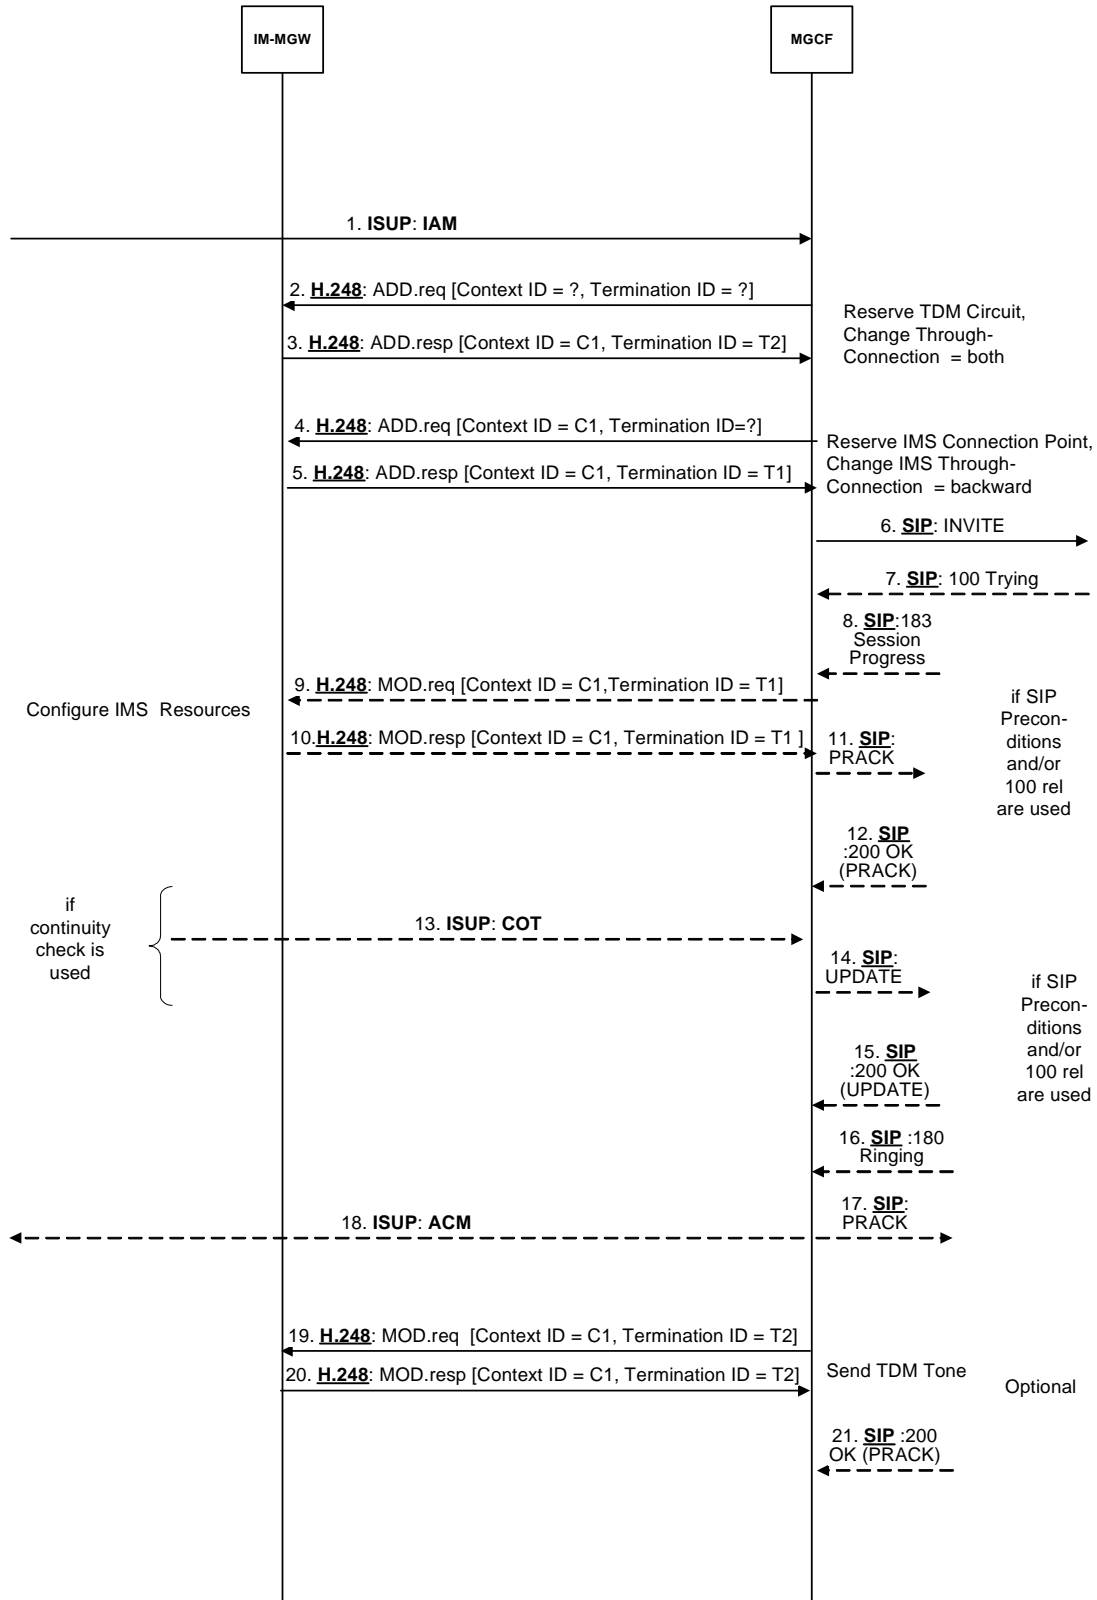 IM-MGW
MGCF
1. ISUP: IAM
2. H.248: ADD.req [Context ID = ?, Termination ID = ?]
Reserve TDM Circuit,
Change Through-
Connection = both
3. H.248: ADD.resp [Context ID = C1, Termination ID = T2]
4. H.248: ADD.req [Context ID = C1, Termination ID=?]
Reserve IMS Connection Point,
Change IMS Through-
Connection = backward
5. H.248: ADD.resp [Context ID = C1, Termination ID = T1]
6. SIP: INVITE
7. SIP: 100 Trying
8. SIP:183
Session
Progress
9. H.248: MOD.req [Context ID = C1,Termination ID = T1]
Configure IMS Resources
10.H.248: MOD.resp [Context ID = C1, Termination ID = T1 ]
11. SIP:
PRACK
if SIP
Precon-
ditions
and/or
100 rel
are used
12. SIP
:200 OK
(PRACK)
if
continuity
check is
used
13. ISUP: COT
14. SIP:
UPDATE
if SIP
Precon-
ditions
and/or
100 rel
are used
15. SIP
:200 OK
(UPDATE)
16. SIP :180
Ringing
17. SIP:
PRACK
18. ISUP: ACM
19. H.248: MOD.req [Context ID = C1, Termination ID = T2]
20. H.248: MOD.resp [Context ID = C1, Termination ID = T2]
Send TDM Tone
Optional
21. SIP :200
OK (PRACK)